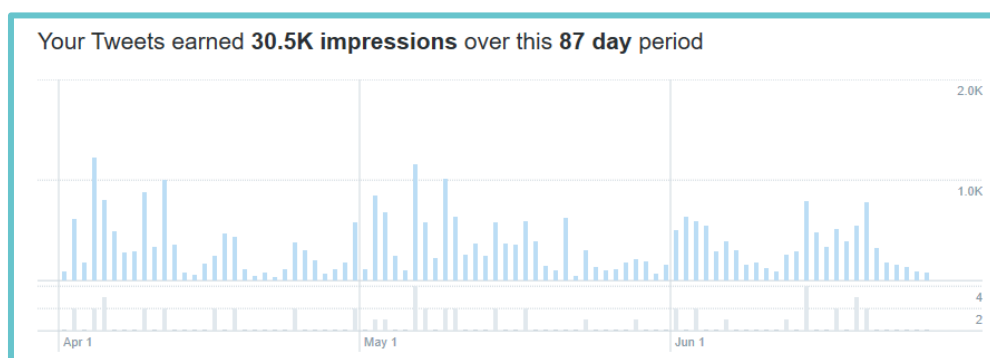 Your Tweets earned 30.5K impressions over this 87 day period
2.0K
1.0K
4
2
Apr 1
May 1
Jun 1